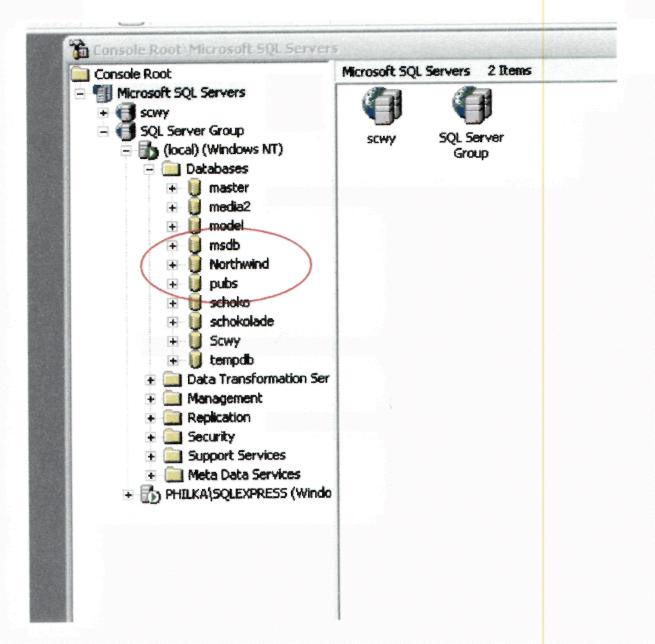 Console Root\Microsoft SQL Servers
Console Root
Microsoft SQL Servers
scwy
SQL Server Group
(local) (Windows NT)
Databases
master
media2
model
msdb
Northwind
pubs
schoko
schokolade
Scwy
tempdb
Data Transformation Ser
Management
Replication
Security
Support Services
Meta Data Services
PHILKA\SQLEXPRESS (Windo
Microsoft SQL Servers 2 Items
scwy
SQL Server
Group